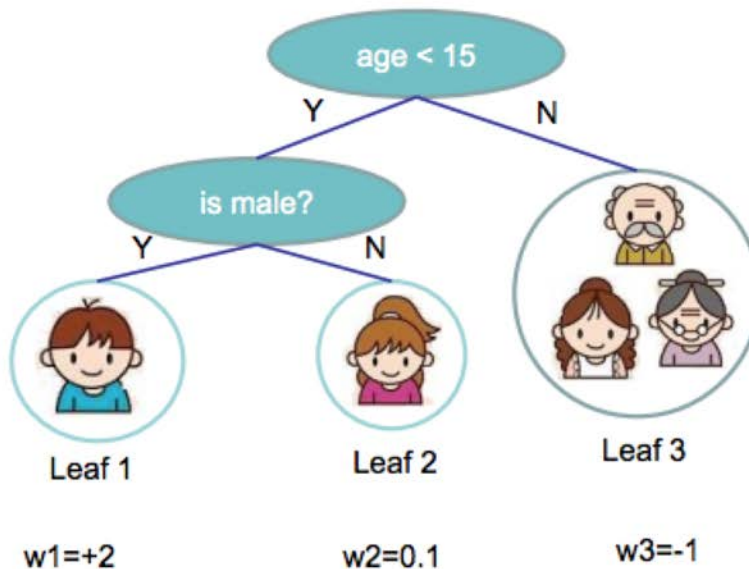 age < 15
Y
N
is male?
Y
N
Leaf 1
Leaf 2
Leaf 3
w1=+2
w2=0.1
w3=-1